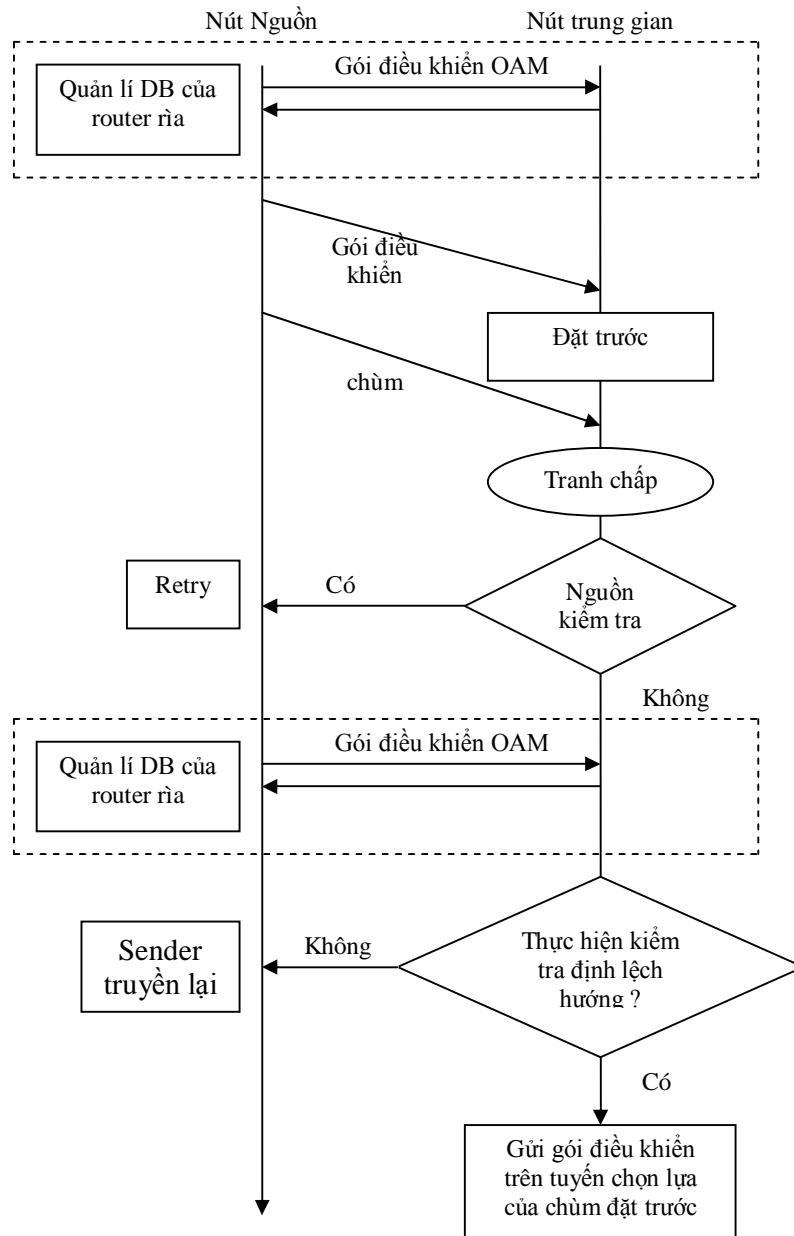 Nút Nguồn
Nút trung gian
Gói điều khiển OAM
Quản lí DB của
router rìa
Gói điều
khiển
Đặt trước
chùm
Tranh chấp
Retry
Có
Nguồn
kiểm tra
Không
Gói điều khiển OAM
Quản lí DB của
router rìa
Sender
truyền lại
Không
Thực hiện kiểm
tra định lệch
hướng ?
Có
Gửi gói điều khiển
trên tuyến chọn lựa
của chùm đặt trước